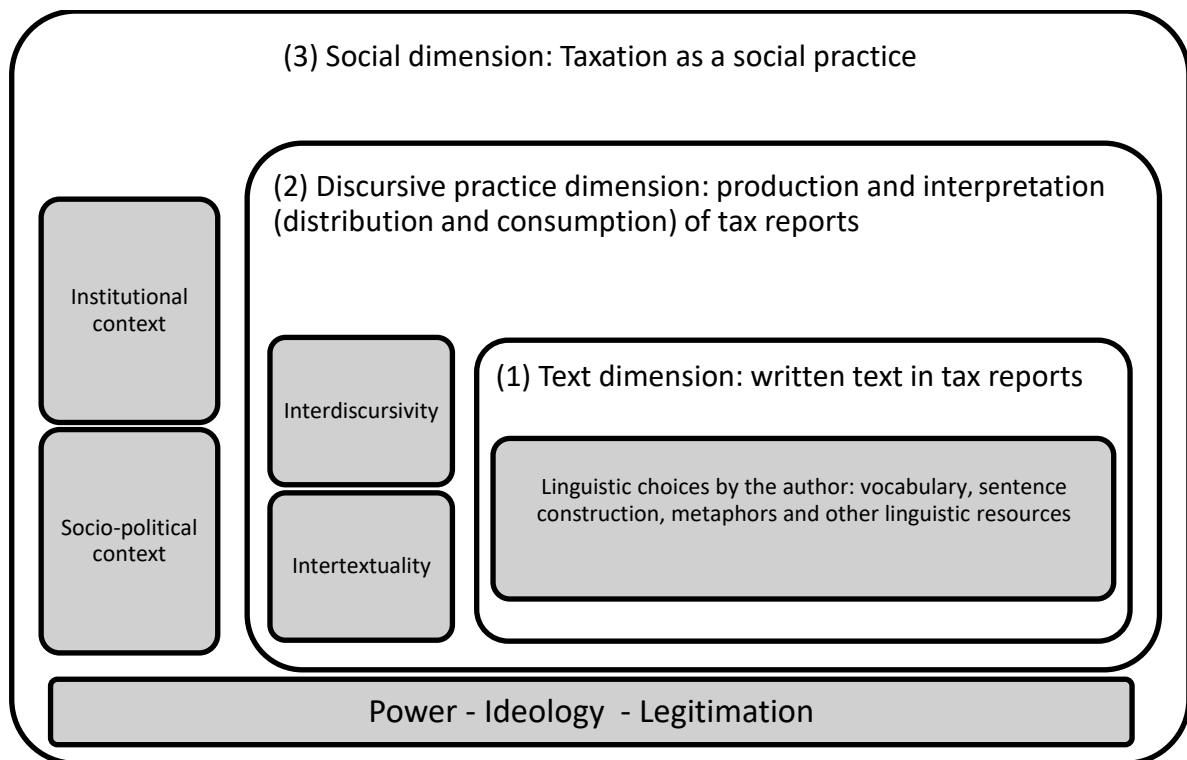 (3) Social dimension: Taxation as a social practice
(2) Discursive practice dimension: production and interpretation
(distribution and consumption) of tax reports
Institutional
context
Socio-political
context
Interdiscursivity
Intertextuality
(1) Text dimension: written text in tax reports
Linguistic choices by the author: vocabulary, sentence
construction, metaphors and other linguistic resources
Power - Ideology - Legitimation